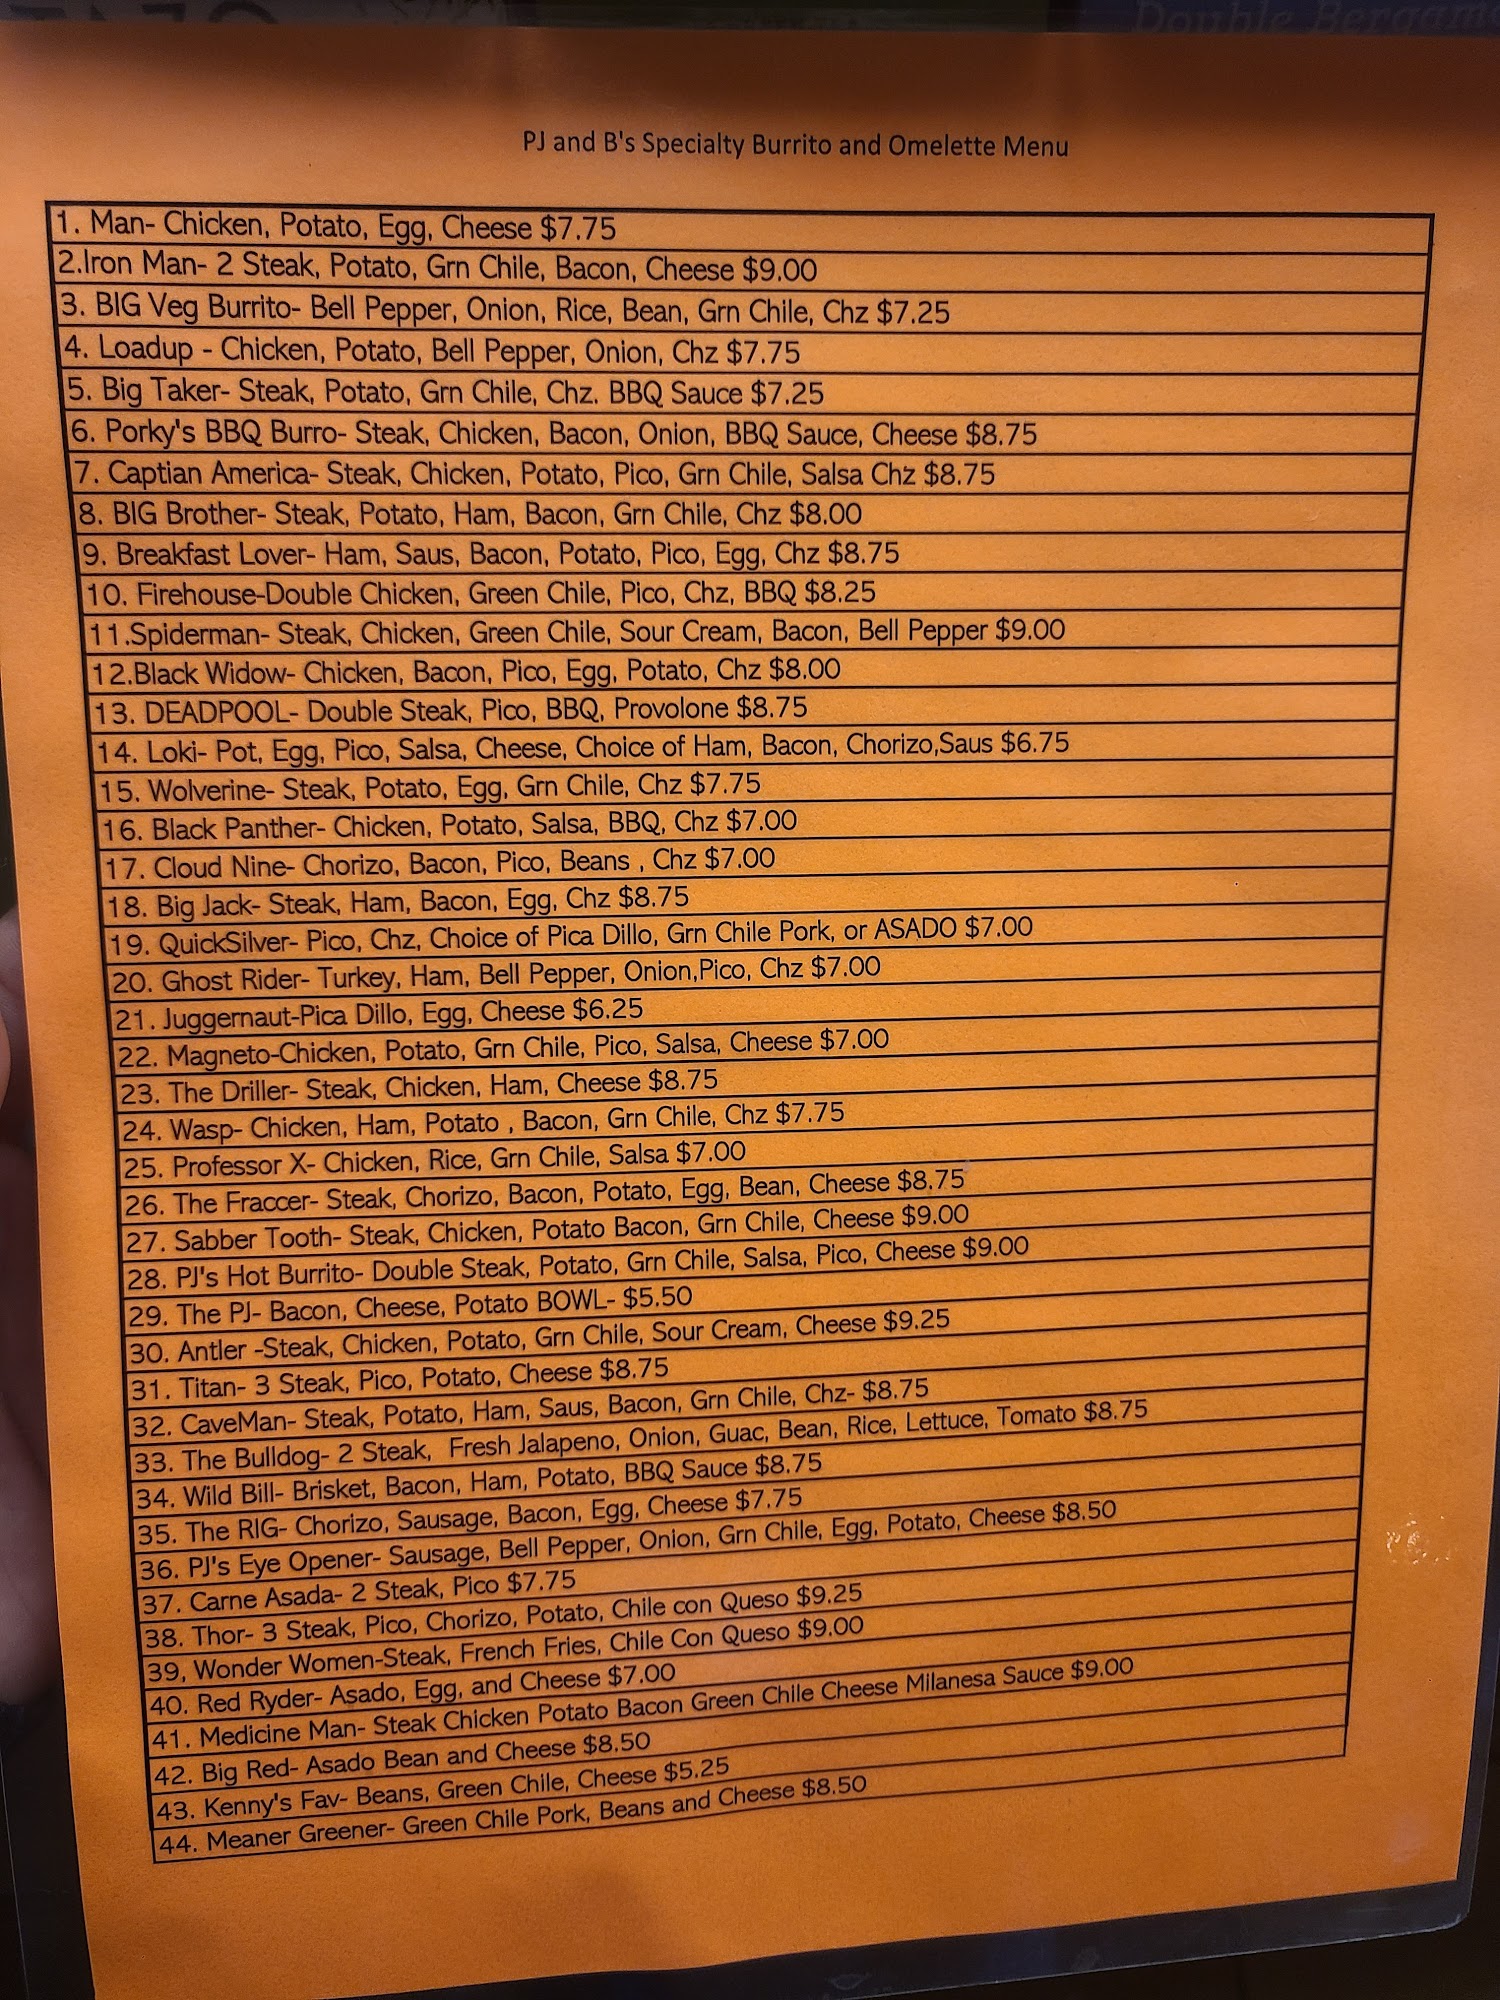 Double Bergam
PJ and B's Specialty Burrito and Omelette Menu
1. Man- Chicken, Potato, Egg, Cheese $7.75
2.Iron Man- 2 Steak, Potato, Grn Chile, Bacon, Cheese $9.00
3. BIG Veg Burrito- Bell Pepper, Onion, Rice, Bean, Grn Chile, Chz $7.25
4. Loadup - Chicken, Potato, Bell Pepper, Onion, Chz $7.75
5. Big Taker- Steak, Potato, Grn Chile, Chz. BBQ Sauce $7.25
6. Porky's BBQ Burro- Steak, Chicken, Bacon, Onion, BBQ Sauce, Cheese $8.75
7. Captian America- Steak, Chicken, Potato, Pico, Grn Chile, Salsa Chz $8.75
8. BIG Brother- Steak, Potato, Ham, Bacon, Grn Chile, Chz $8.00
9. Breakfast Lover- Ham, Saus, Bacon, Potato, Pico, Egg, Chz $8.75
10. Firehouse-Double Chicken, Green Chile, Pico, Chz, BBQ $8.25
11.Spiderman- Steak, Chicken, Green Chile, Sour Cream, Bacon, Bell Pepper $9.00
12.Black Widow- Chicken, Bacon, Pico, Egg, Potato, Chz $8.00
13. DEADPOOL- Double Steak, Pico, BBQ, Provolone $8.75
14. Loki- Pot, Egg, Pico, Salsa, Cheese, Choice of Ham, Bacon, Chorizo,Saus $6.75
15. Wolverine- Steak, Potato, Egg, Grn Chile, Chz $7.75
16. Black Panther- Chicken, Potato, Salsa, BBQ, Chz $7.00
17. Cloud Nine- Chorizo, Bacon, Pico, Beans , Chz $7.00
18. Big Jack- Steak, Ham, Bacon, Egg, Chz $8.75
19. QuickSilver- Pico, Chz, Choice of Pica Dillo, Grn Chile Pork, or ASADO $7.00
20. Ghost Rider- Turkey, Ham, Bell Pepper, Onion,Pico, Chz $7.00
21. Juggernaut-Pica Dillo, Egg, Cheese $6.25
22. Magneto-Chicken, Potato, Grn Chile, Pico, Salsa, Cheese $7.00
23. The Driller- Steak, Chicken, Ham, Cheese $8.75
24. Wasp- Chicken, Ham, Potato , Bacon, Grn Chile, Chz $7.75
25. Professor X- Chicken, Rice, Grn Chile, Salsa $7.00
26. The Fraccer- Steak, Chorizo, Bacon, Potato, Egg, Bean, Cheese $8.75
27. Sabber Tooth- Steak, Chicken, Potato Bacon, Grn Chile, Cheese $9.00
28. PJ's Hot Burrito- Double Steak, Potato, Grn Chile, Salsa, Pico, Cheese $9.00
29. The PJ- Bacon, Cheese, Potato BOWL- $5.50
30. Antler -Steak, Chicken, Potato, Grn Chile, Sour Cream, Cheese $9.25
31. Titan- 3 Steak, Pico, Potato, Cheese $8.75
32. CaveMan- Steak, Potato, Ham, Saus, Bacon, Grn Chile, Chz- $8.75
33. The Bulldog- 2 Steak, Fresh Jalapeno, Onion, Guac, Bean, Rice, Lettuce, Tomato $8.75
34. Wild Bill- Brisket, Bacon, Ham, Potato, BBQ Sauce $8.75
35. The RIG- Chorizo, Sausage, Bacon, Egg, Cheese $7.75
36. PJ's Eye Opener- Sausage, Bell Pepper, Onion, Grn Chile, Egg, Potato, Cheese $8.50
37. Carne Asada- 2 Steak, Pico $7.75
38. Thor- 3 Steak, Pico, Chorizo, Potato, Chile con Queso $9.25
39, Wonder Women-Steak, French Fries, Chile Con Queso $9.00
40. Red Ryder- Asado, Egg, and Cheese $7.00
41. Medicine Man- Steak Chicken Potato Bacon Green Chile Cheese Milanesa Sauce $9.00
42. Big Red- Asado Bean and Cheese $8.50
43. Kenny's Fav- Beans, Green Chile, Cheese $5.25
44. Meaner Greener- Green Chile Pork, Beans and Cheese $8.50